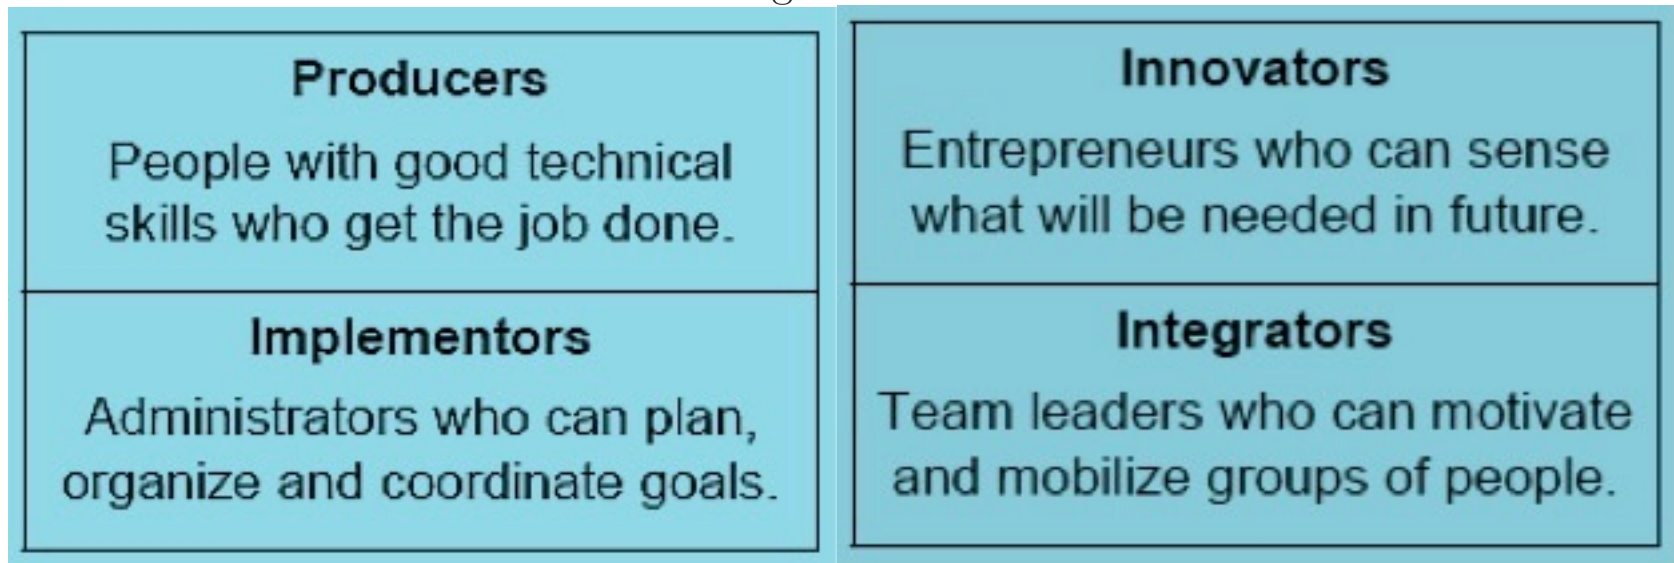 Producers
People with good technical
skills who get the job done.
Implementors
Administrators who can plan,
organize and coordinate goals.
Innovators
Entrepreneurs who can sense
what will be needed in future.
Integrators
Team leaders who can motivate
and mobilize groups of people.